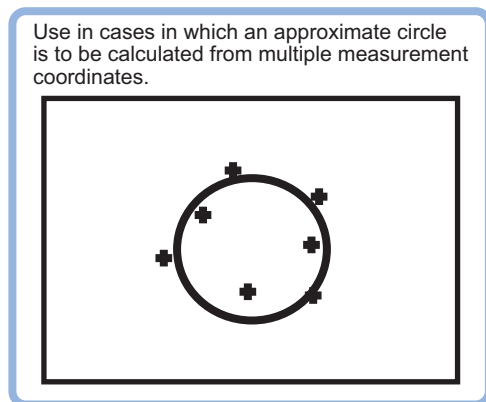 Use in cases in which an approximate circle
is to be calculated from multiple measurement
coordinates.